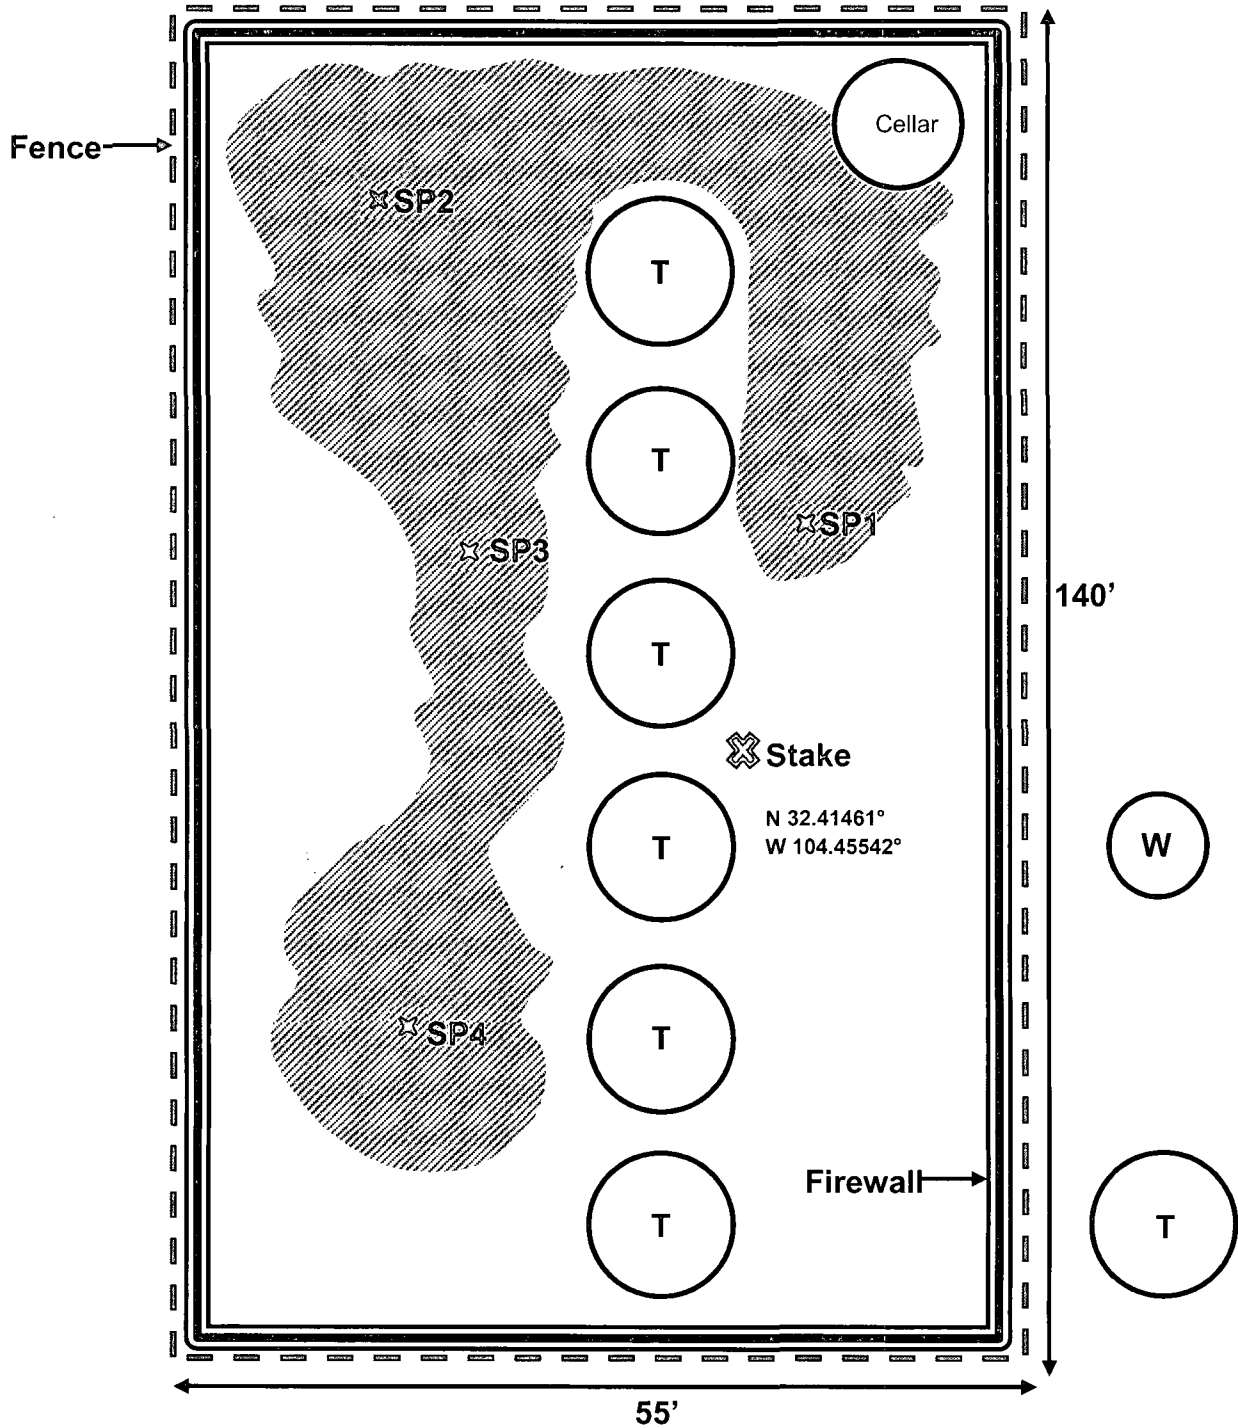 Cellar
Fence
SP2
T
T
SP1
SP3
140'
T
Stake
N 32.41461°
W 104.45542°
T
W
SP4
T
Firewall
T
T
55'